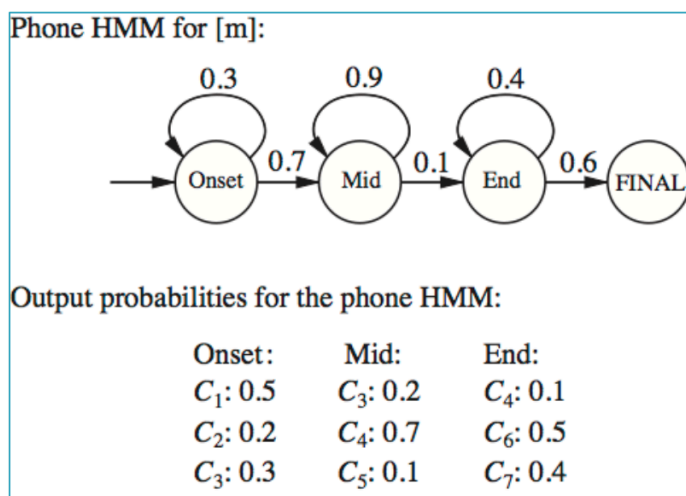 Phone HMM for [m]:
0.3 0.9 0.4
Onset 0.7 Mid 0.1 End 0.6 FINAL
Output probabilities for the phone HMM:
Onset: Mid: End:
C₁: 0.5 C₃: 0.2 C₄: 0.1
C₂: 0.2 C₄: 0.7 C₆: 0.5
C₃: 0.3 C₅: 0.1 C₇: 0.4